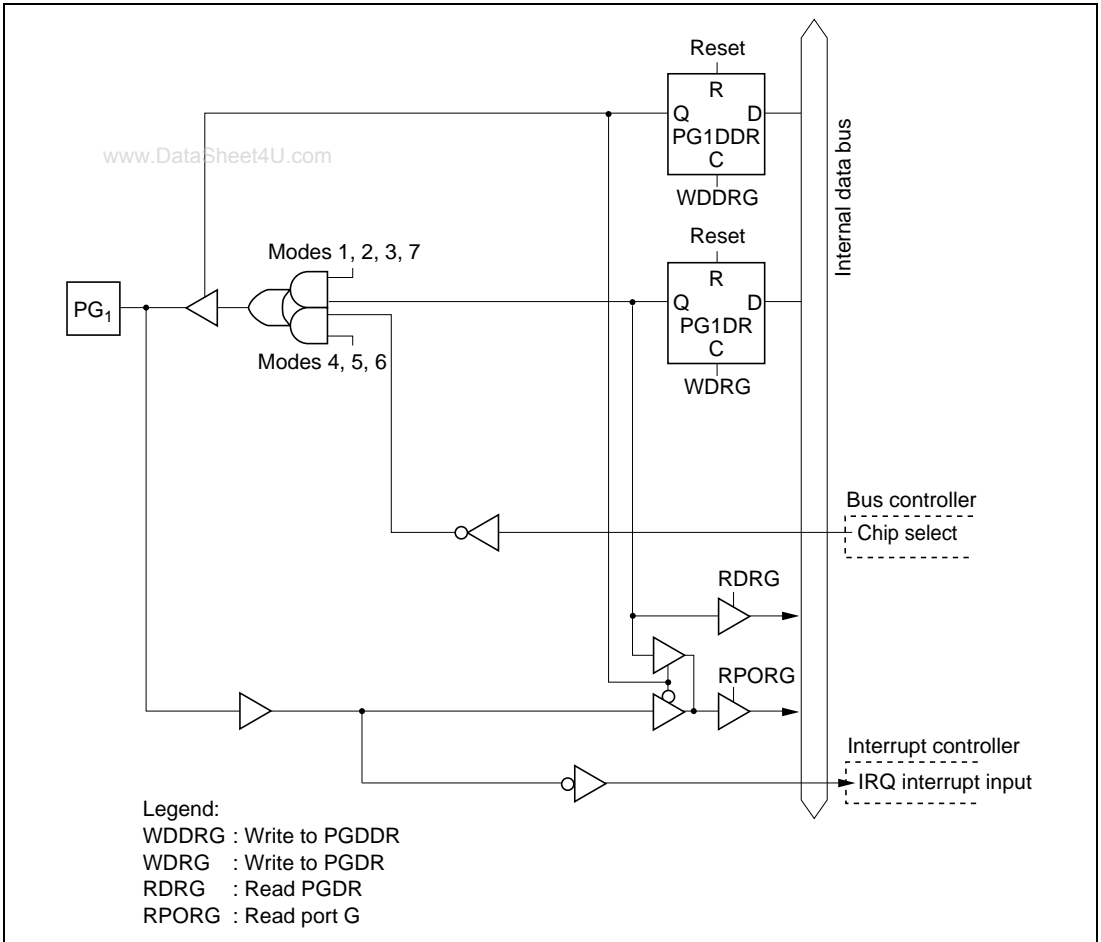 Reset
R
Q D
PG1DDR
C
WDDRG
Internal data bus
www.DataSheet4U.com
Reset
R
Q D
PG1DR
C
WDRG
Modes 1, 2, 3, 7
PG1
Modes 4, 5, 6
Bus controller
Chip select
RDRG
RPORG
Interrupt controller
IRQ interrupt input
Legend:
WDDRG : Write to PGDDR
WDRG : Write to PGDR
RDRG : Read PGDR
RPORG : Read port G